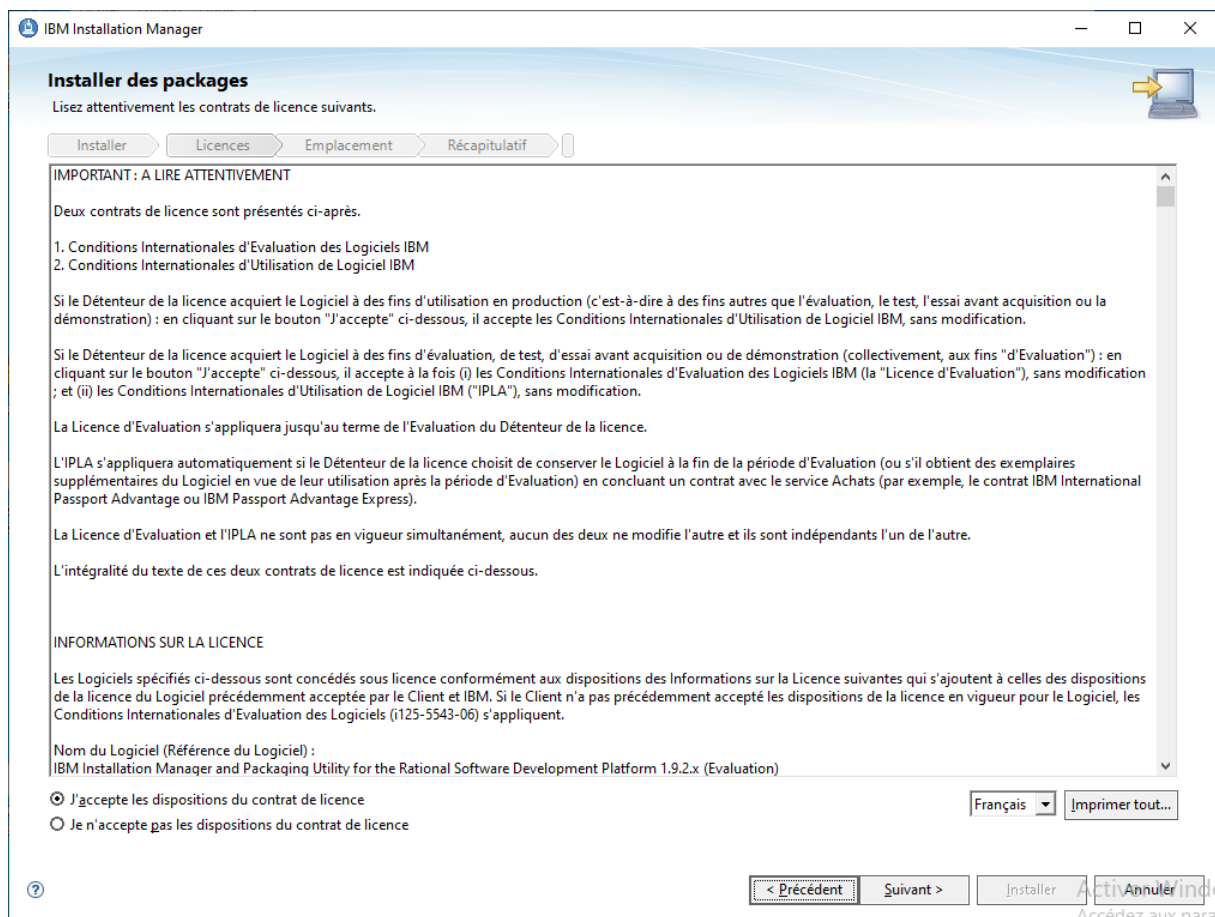 IBM Installation Manager
Installer des packages
Lisez attentivement les contrats de licence suivants.
Installer
Licences
Emplacement
Récapitulatif
IMPORTANT : A LIRE ATTENTIVEMENT
Deux contrats de licence sont présentés ci-après.
1. Conditions Internationales d'Evaluation des Logiciels IBM
2. Conditions Internationales d'Utilisation de Logiciel IBM
Si le Détenteur de la licence acquiert le Logiciel à des fins d'utilisation en production (c'est-à-dire à des fins autres que l'évaluation, le test, l'essai avant acquisition ou la
démonstration) : en cliquant sur le bouton "J'accepte" ci-dessous, il accepte les Conditions Internationales d'Utilisation de Logiciel IBM, sans modification.
Si le Détenteur de la licence acquiert le Logiciel à des fins d'évaluation, de test, d'essai avant acquisition ou de démonstration (collectivement, aux fins "d'Evaluation") : en
cliquant sur le bouton "J'accepte" ci-dessous, il accepte à la fois (i) les Conditions Internationales d'Evaluation des Logiciels IBM (la "Licence d'Evaluation"), sans modification
; et (ii) les Conditions Internationales d'Utilisation de Logiciel IBM ("IPLA"), sans modification.
La Licence d'Evaluation s'appliquera jusqu'au terme de l'Evaluation du Détenteur de la licence.
L'IPLA s'appliquera automatiquement si le Détenteur de la licence choisit de conserver le Logiciel à la fin de la période d'Evaluation (ou s'il obtient des exemplaires
supplémentaires du Logiciel en vue de leur utilisation après la période d'Evaluation) en concluant un contrat avec le service Achats (par exemple, le contrat IBM International
Passport Advantage ou IBM Passport Advantage Express).
La Licence d'Evaluation et l'IPLA ne sont pas en vigueur simultanément, aucun des deux ne modifie l'autre et ils sont indépendants l'un de l'autre.
L'intégralité du texte de ces deux contrats de licence est indiquée ci-dessous.
INFORMATIONS SUR LA LICENCE
Les Logiciels spécifiés ci-dessous sont concédés sous licence conformément aux dispositions des Informations sur la Licence suivantes qui s'ajoutent à celles des dispositions
de la licence du Logiciel précédemment acceptée par le Client et IBM. Si le Client n'a pas précédemment accepté les dispositions de la licence en vigueur pour le Logiciel, les
Conditions Internationales d'Evaluation des Logiciels (i125-5543-06) s'appliquent.
Nom du Logiciel (Référence du Logiciel) :
IBM Installation Manager and Packaging Utility for the Rational Software Development Platform 1.9.2.x (Evaluation)
J'accepte les dispositions du contrat de licence
Français
Imprimer tout...
Je n'accepte pas les dispositions du contrat de licence
< Précédent
Suivant >
Installer
Annuler